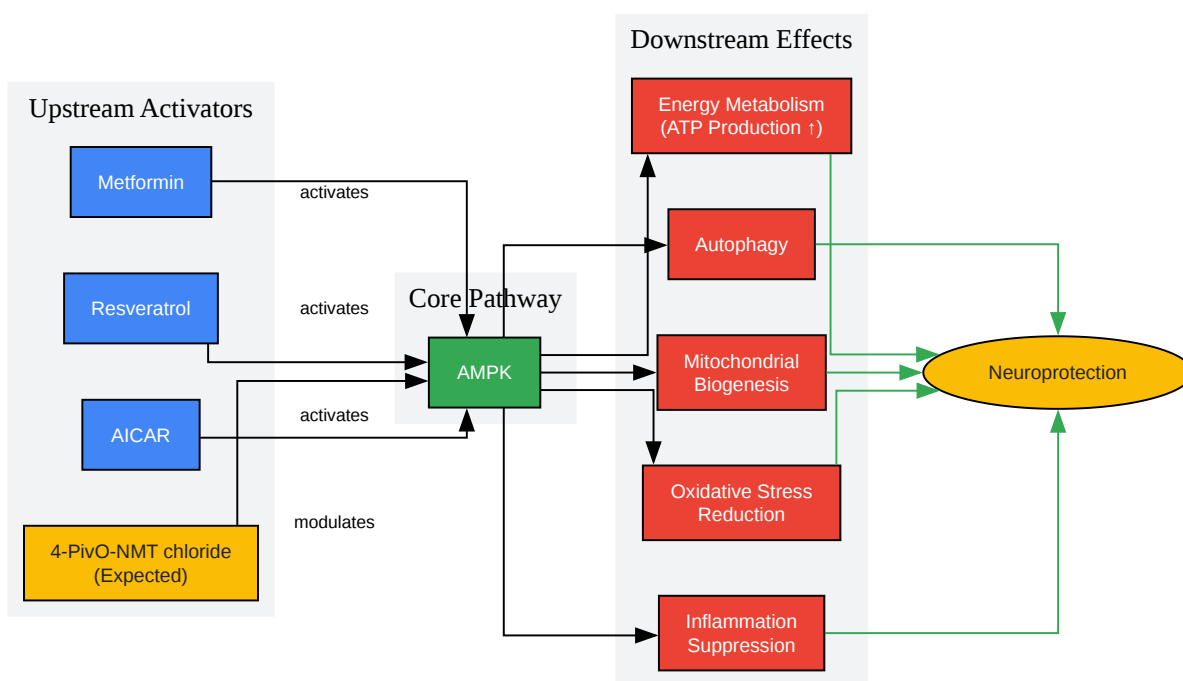 Upstream Activators
Metformin
activates
Resveratrol
activates
AICAR
activates
4-PivO-NMT chloride
(Expected)
modulates
Core Pathway
AMPK
Downstream Effects
Energy Metabolism
(ATP Production ↑)
Autophagy
Mitochondrial
Biogenesis
Oxidative Stress
Reduction
Inflammation
Suppression
Neuroprotection